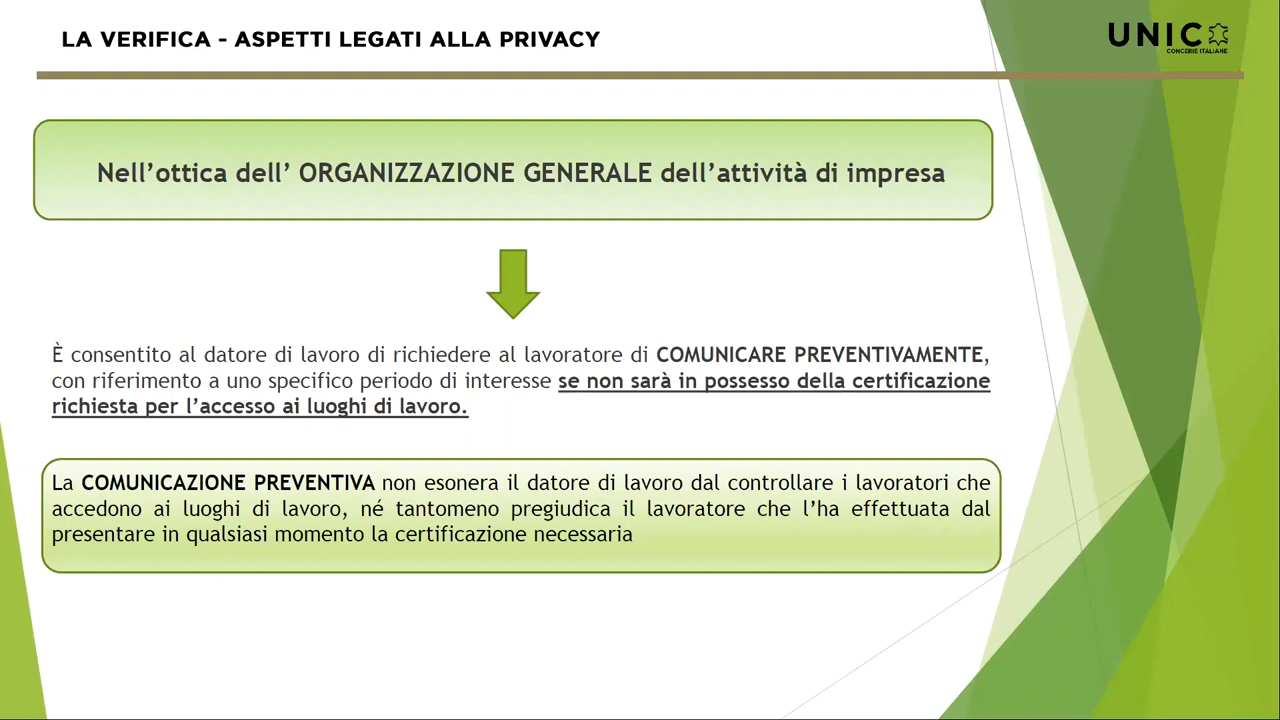 LA VERIFICA - ASPETTI LEGATI ALLA PRIVACY
UNIC
CONCERIE ITALIANE
Nell’ottica dell’ ORGANIZZAZIONE GENERALE dell’attività di impresa
È consentito al datore di lavoro di richiedere al lavoratore di COMUNICARE PREVENTIVAMENTE,
con riferimento a uno specifico periodo di interesse se non sarà in possesso della certificazione
richiesta per l’accesso ai luoghi di lavoro.
La COMUNICAZIONE PREVENTIVA non esonera il datore di lavoro dal controllare i lavoratori che
accedono ai luoghi di lavoro, né tantomeno pregiudica il lavoratore che l’ha effettuata dal
presentare in qualsiasi momento la certificazione necessaria